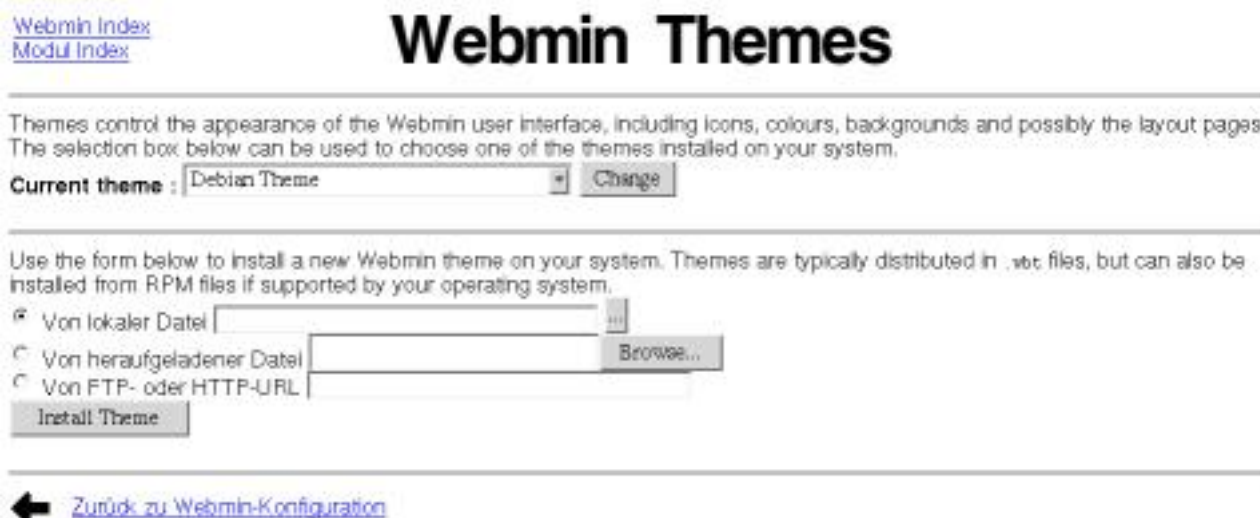 Webmin Index
Modul Index
Webmin Themes
Themes control the appearance of the Webmin user interface, including icons, colours, backgrounds and possibly the layout pages
The selection box below can be used to choose one of the themes installed on your system.
Current theme : Debian Theme Change
Use the form below to install a new Webmin theme on your system. Themes are typically distributed in .wbt files, but can also be
installed from RPM files if supported by your operating system.
Von lokaler Datei ...
Von heraufgeladener Datei Browse...
Von FTP- oder HTTP-URL
Install Theme
Zurück zu Webmin-Konfiguration